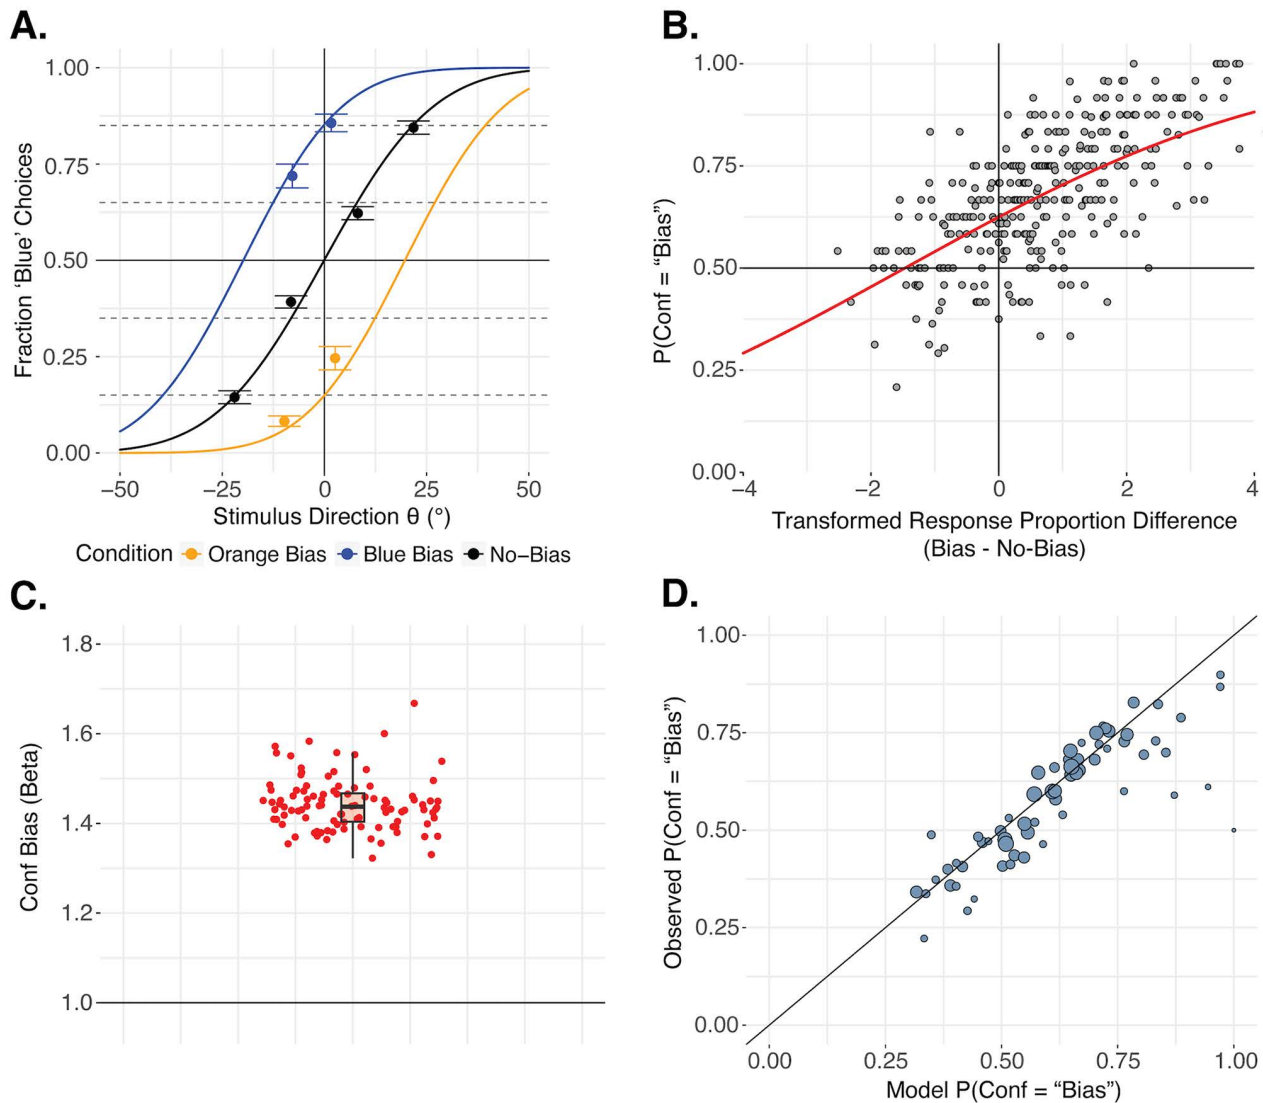 A.
1.00
0.75
0.50
0.25
0.00
Fraction ‘Blue’ Choices
−50
−25
0
25
50
Stimulus Direction θ (°)
Condition
Orange Bias
Blue Bias
No−Bias
B.
1.00
0.75
0.50
0.25
0.00
P(Conf = “Bias”)
−4
−2
0
2
4
Transformed Response Proportion Difference
(Bias - No-Bias)
C.
1.8
1.6
1.4
1.2
1.0
Conf Bias (Beta)
D.
1.00
0.75
0.50
0.25
0.00
Observed P(Conf = “Bias”)
0.00
0.25
0.50
0.75
1.00
Model P(Conf = “Bias”)